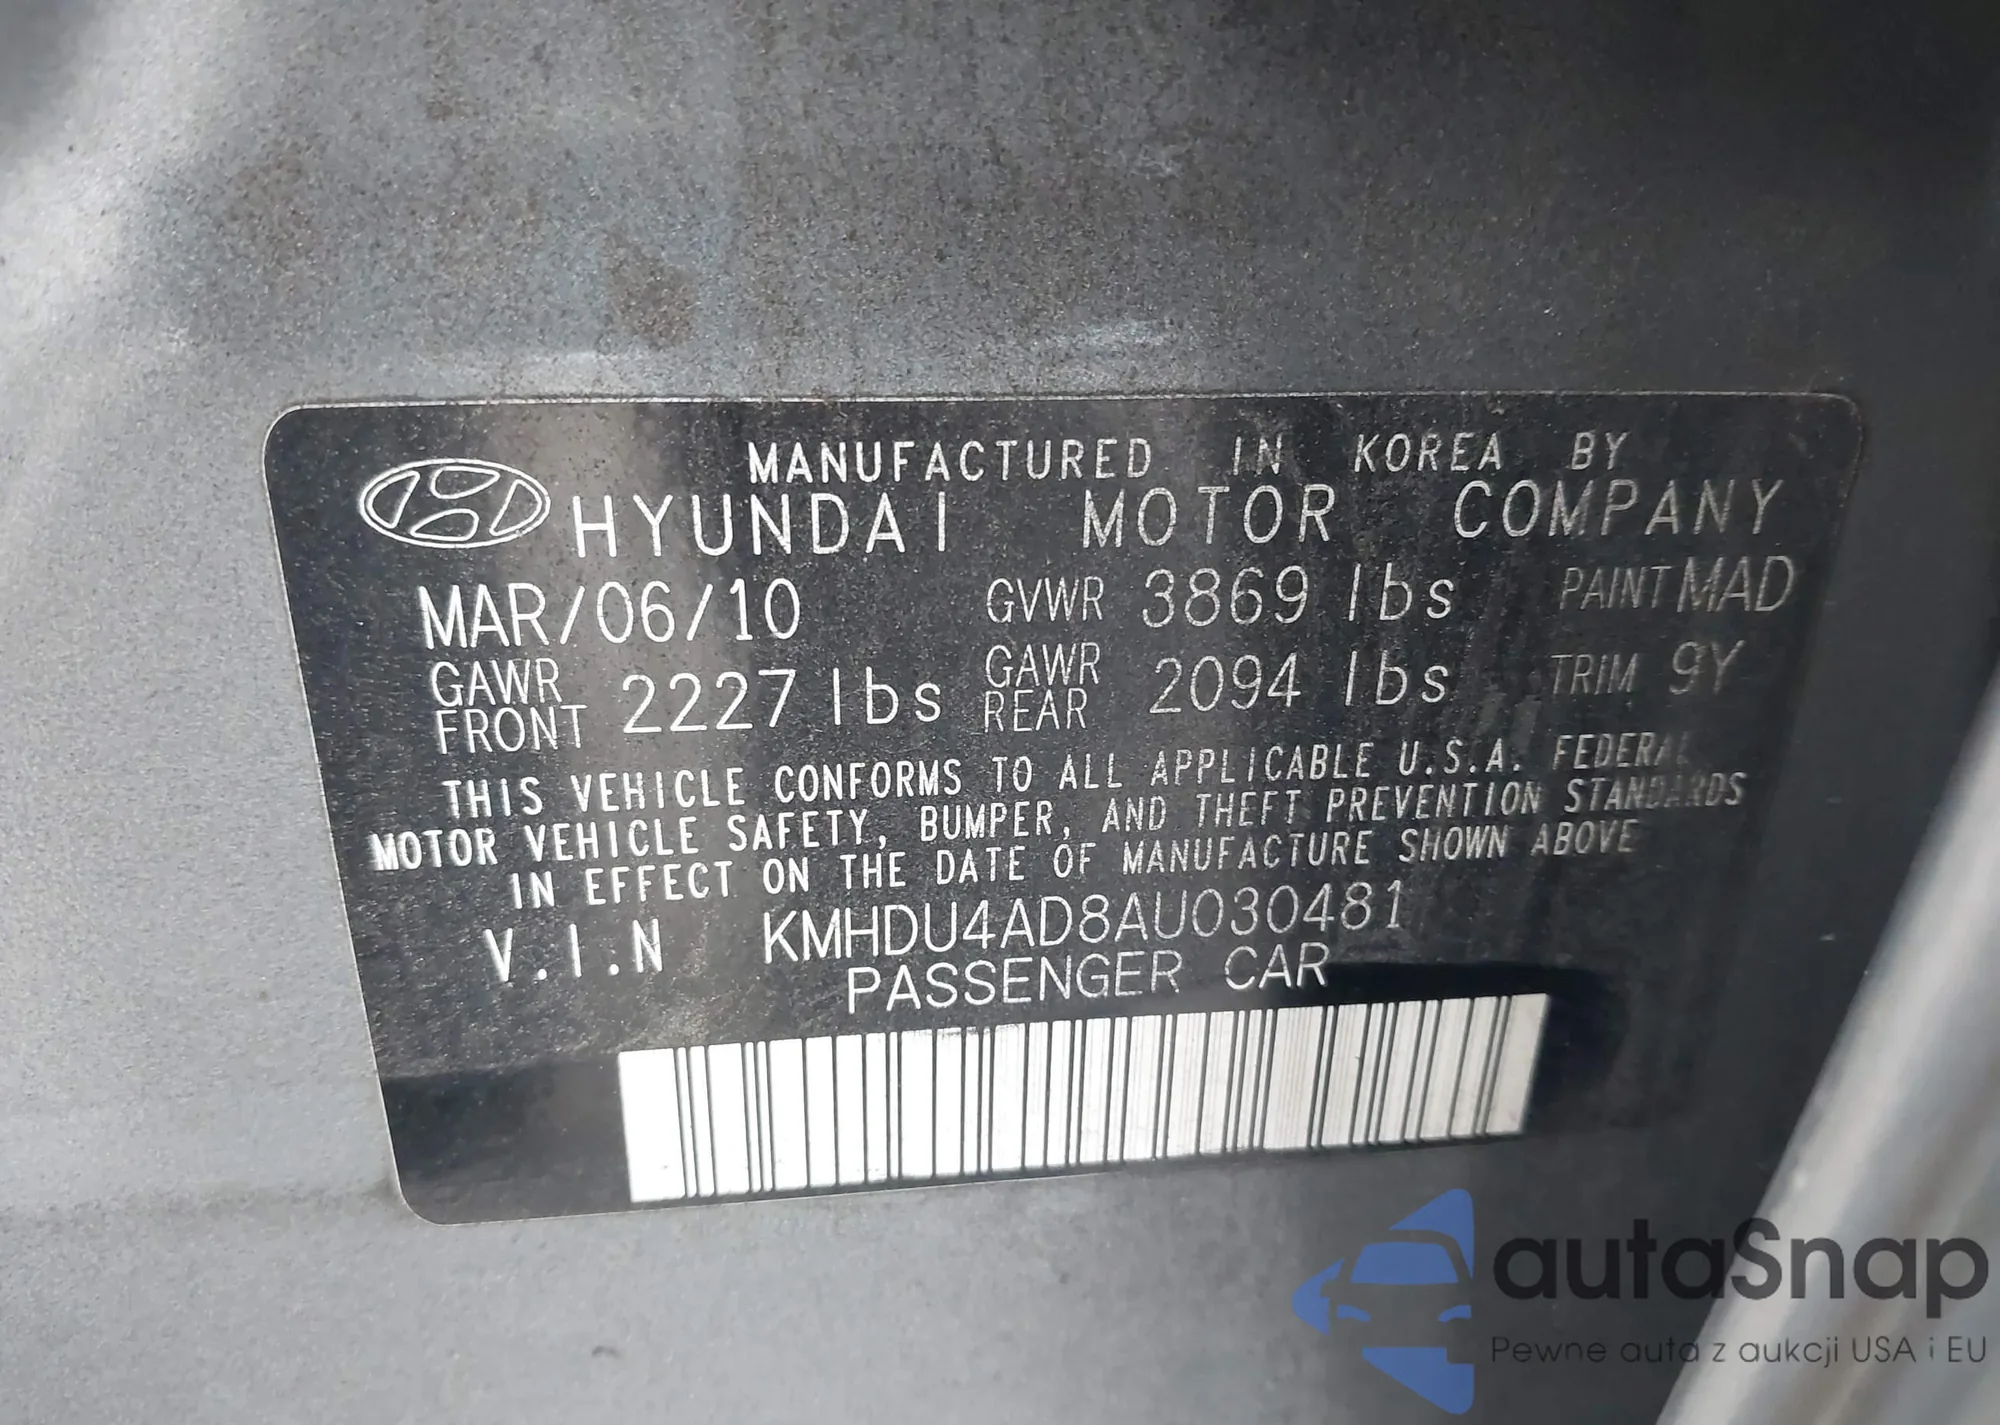 MANUFACTURED IN KOREA BY
HYUNDAI MOTOR COMPANY
MAR/06/10 GVWR 3869 lbs PAINT MAD
GAWR FRONT 2227 lbs GAWR REAR 2094 lbs TRIM 9Y
THIS VEHICLE CONFORMS TO ALL APPLICABLE U.S.A. FEDERAL
MOTOR VEHICLE SAFETY, BUMPER, AND THEFT PREVENTION STANDARDS
IN EFFECT ON THE DATE OF MANUFACTURE SHOWN ABOVE
V.I.N KMHDU4AD8AU030481
PASSENGER CAR
autaSnap
Pewne auta z aukcji USA i EU